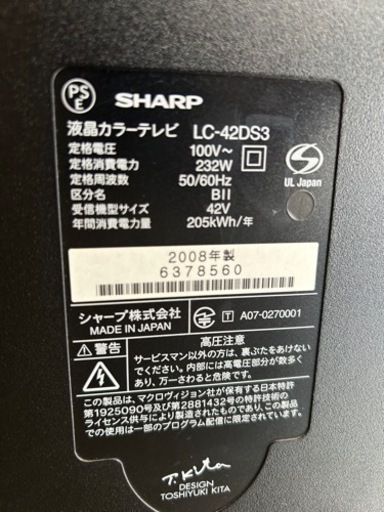 PSE
SHARP
液晶カラーテレビ LC-42DS3
定格電圧 100V～
定格消費電力 232W
定格周波数 50/60Hz
区分名 BII
受信機型サイズ 42V
年間消費電力量 205kWh/年
UL Japan
2008年製
6378560
シャープ株式会社
MADE IN JAPAN
T A07-0270001
警告
高圧注意
サービスマン以外の方は、裏ぶたをあけないでください。内部には高電圧部分が数多くあり、万一さわると危険です。
この製品は、マクロヴィジョン社が保有する日本特許
第1925090号及び第2881432号の特許技術の
ライセンス供与により製造されたもので、この技術の
使用は一部のプログラム配信に限定されています。
T.Kita
DESIGN
TOSHIYUKI KITA